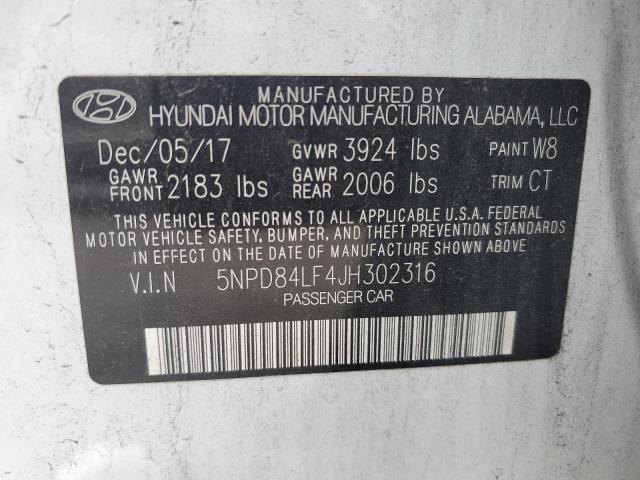 MANUFACTURED BY
HYUNDAI MOTOR MANUFACTURING ALABAMA, LLC
Dec/05/17 GVWR 3924 lbs PAINT W8
GAWR FRONT 2183 lbs GAWR REAR 2006 lbs TRIM CT
THIS VEHICLE CONFORMS TO ALL APPLICABLE U.S.A. FEDERAL
MOTOR VEHICLE SAFETY, BUMPER, AND THEFT PREVENTION STANDARDS
IN EFFECT ON THE DATE OF MANUFACTURE SHOWN ABOVE
V.I.N 5NPD84LF4JH302316
PASSENGER CAR